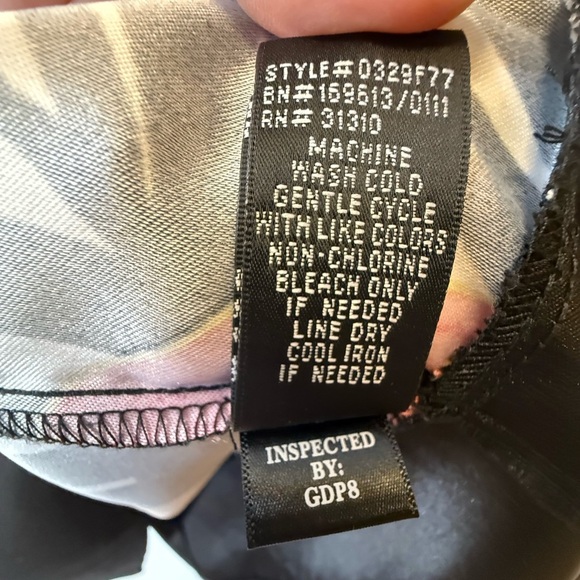 STYLE# 0329F77
BN# 169613/0111
RN# 31310
MACHINE
WASH COLD
GENTLE CYCLE
WITH LIKE COLORS
NON-CHLORINE
BLEACH ONLY
IF NEEDED
LINE DRY
COOL IRON
IF NEEDED
INSPECTED
BY:
GDP8